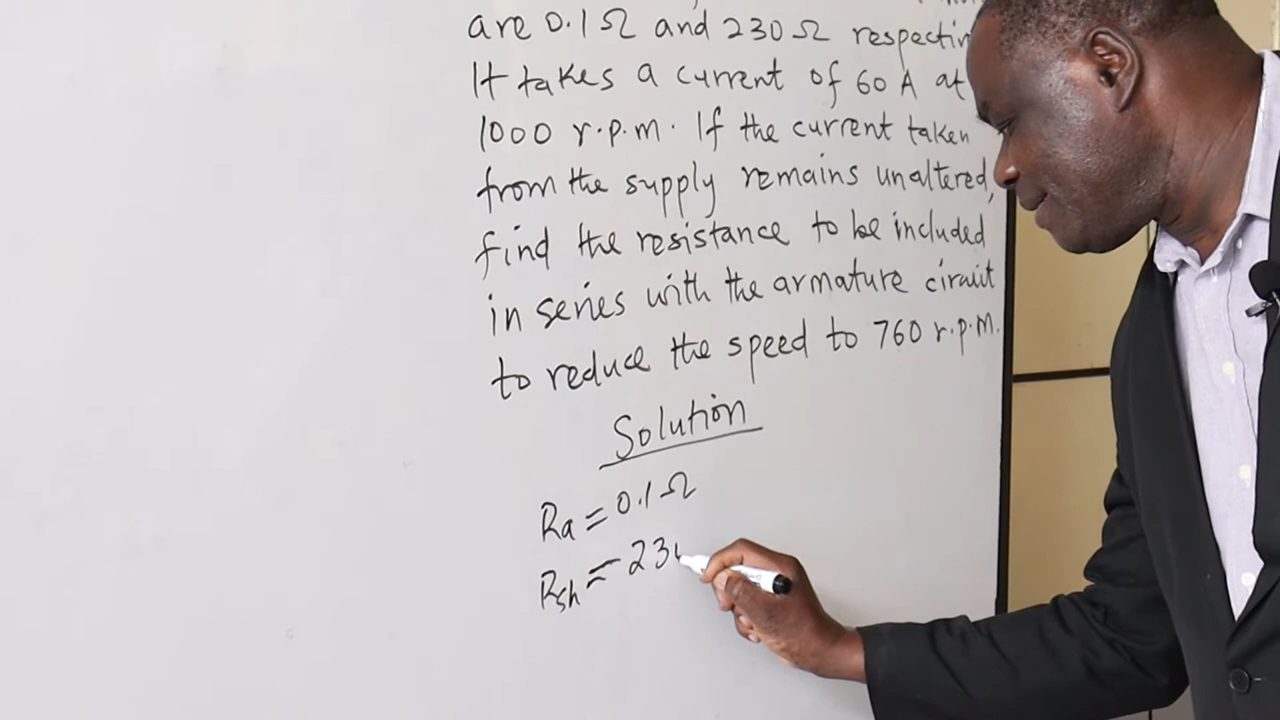 are 0.1Ω and 230Ω respectiv
It takes a current of 60 A at
1000 r.p.m. If the current taken
from the supply remains unaltered,
find the resistance to be included
in series with the armature circuit
to reduce the speed to 760 r.p.m.
Solution
Ra = 0.1Ω
Rsh = 230